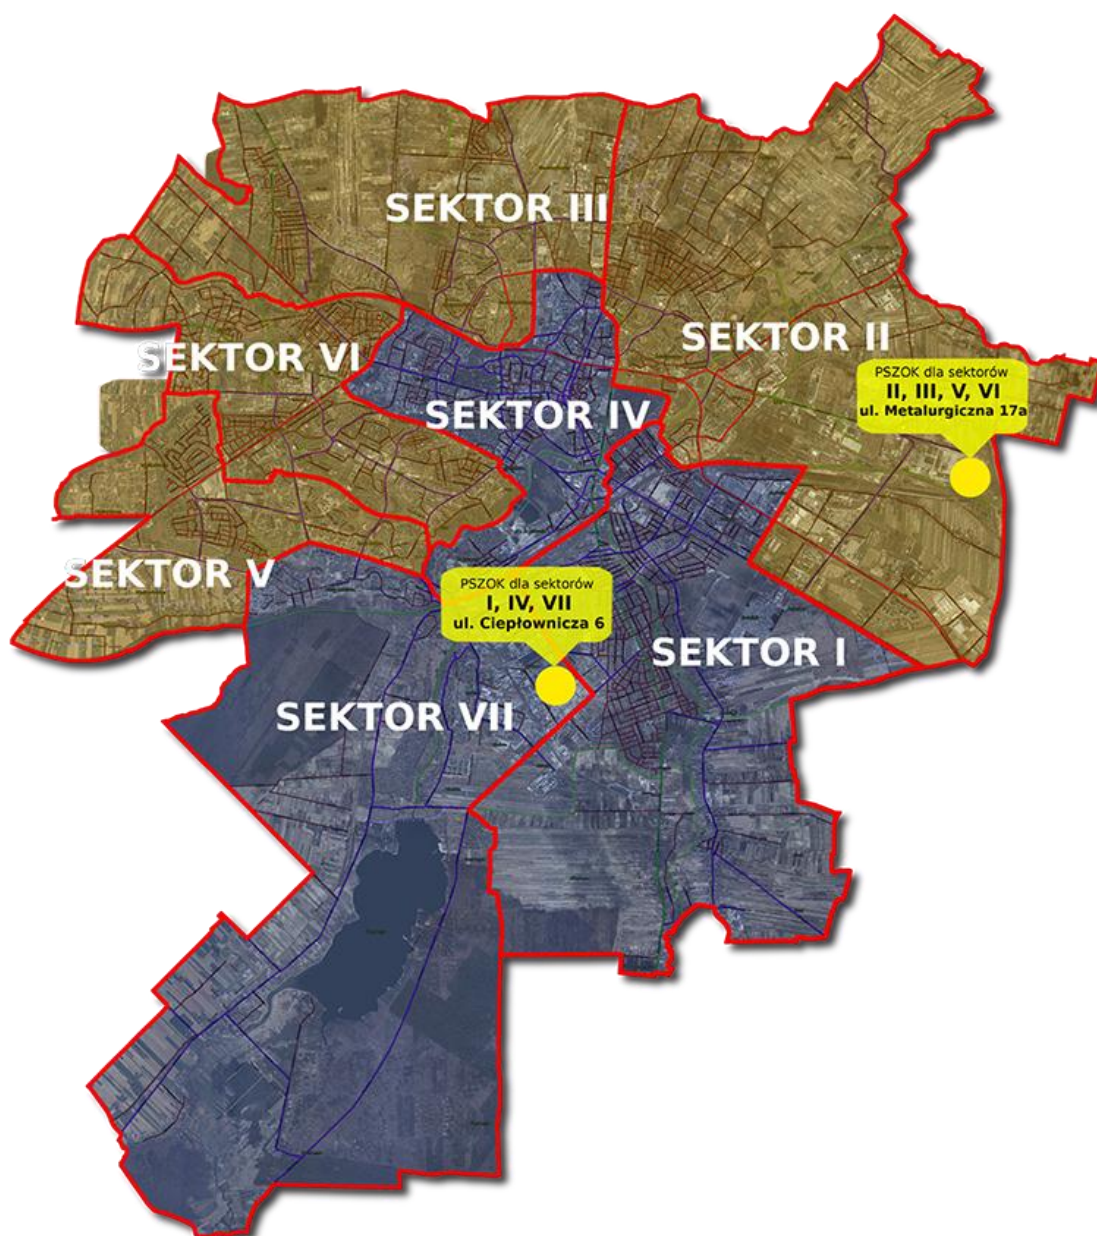 SEKTOR III
SEKTOR II
SEKTOR VI
PSZOK dla sektorów
II, III, V, VI
ul. Metalurgiczna 17a
SEKTOR IV
SEKTOR V
PSZOK dla sektorów
I, IV, VII
ul. Ciepłownicza 6
SEKTOR I
SEKTOR VII